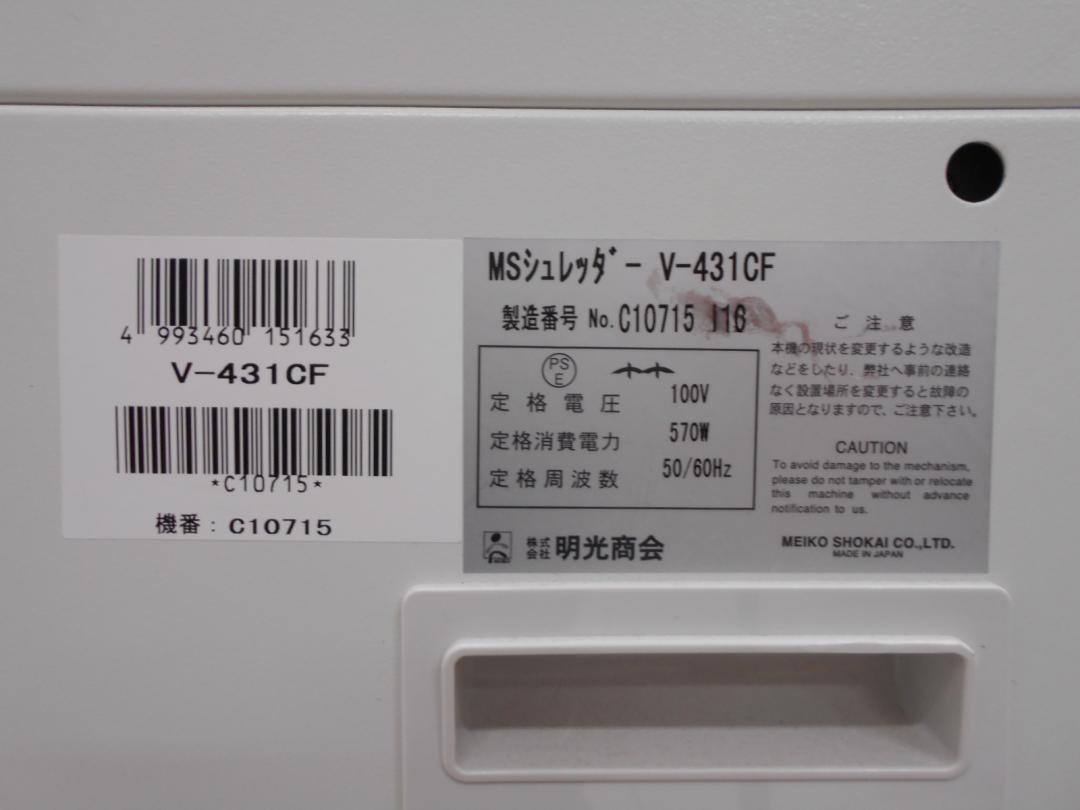 4 993460 151633
V-431CF
*C10715*
機番：C10715
MSシュレッダー V-431CF
製造番号 No. C10715 I16
PS
E
定格電圧 100V
定格消費電力 570W
定格周波数 50/60Hz
株式会社 明光商会
ご注意
本機の現状を変更するような改造
などをしたり、弊社へ事前の連絡
なく設置場所を変更すると故障の
原因となりますので、ご注意下さい。
CAUTION
To avoid damage to the mechanism,
please do not tamper with or relocate
this machine without advance
notification to us.
MEIKO SHOKAI CO.,LTD.
MADE IN JAPAN